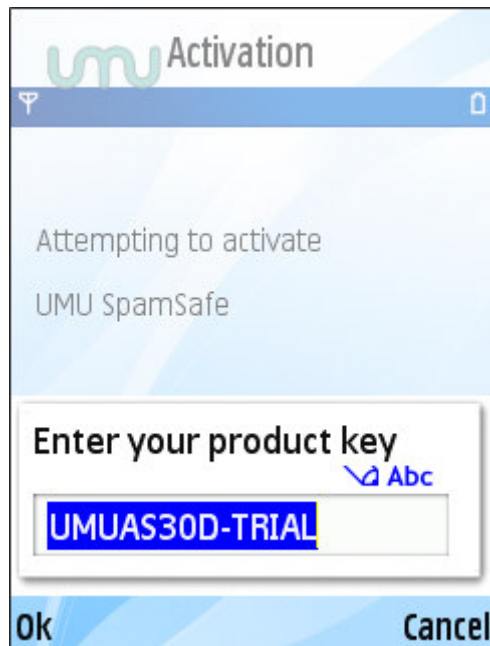 umu Activation
Attempting to activate
UMU SpamSafe
Enter your product key
Abc
UMUAS30D-TRIAL
Ok Cancel